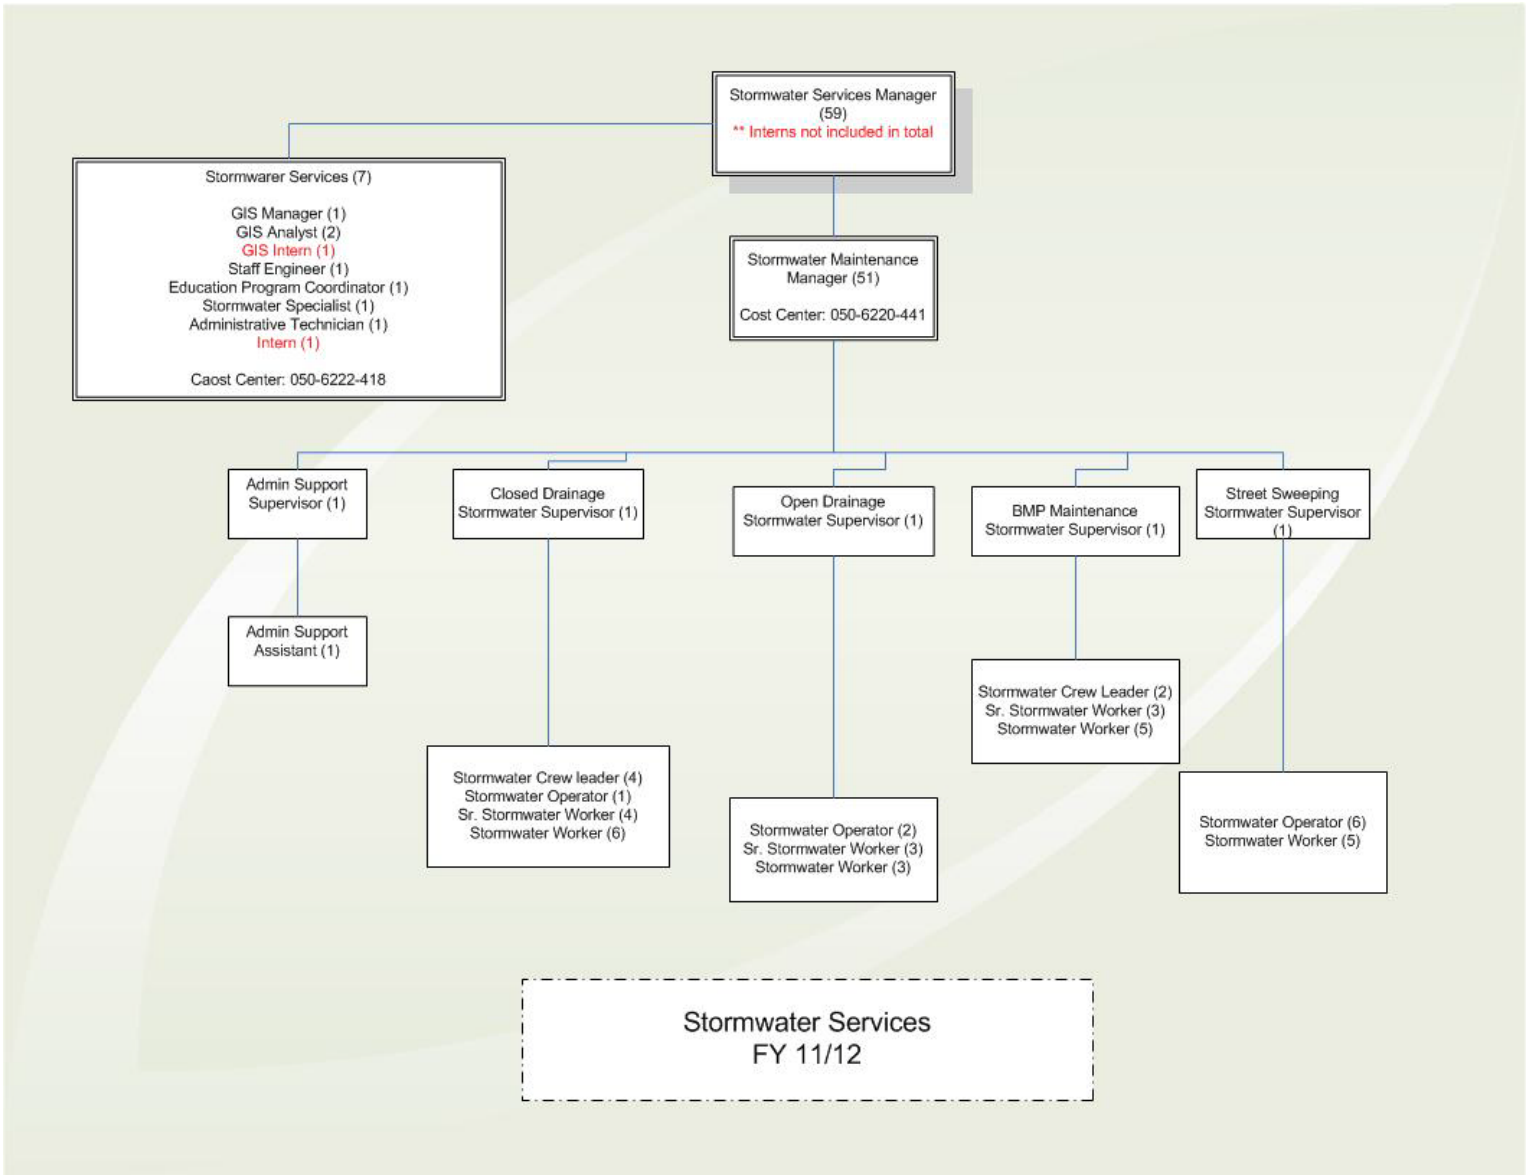 Stormwater Services Manager
(59)
** Interns not included in total
Stormwarer Services (7)
GIS Manager (1)
GIS Analyst (2)
GIS Intern (1)
Staff Engineer (1)
Education Program Coordinator (1)
Stormwater Specialist (1)
Administrative Technician (1)
Intern (1)
Caost Center: 050-6222-418
Stormwater Maintenance
Manager (51)
Cost Center: 050-6220-441
Admin Support
Supervisor (1)
Closed Drainage
Stormwater Supervisor (1)
Open Drainage
Stormwater Supervisor (1)
BMP Maintenance
Stormwater Supervisor (1)
Street Sweeping
Stormwater Supervisor
(1)
Admin Support
Assistant (1)
Stormwater Crew leader (4)
Stormwater Operator (1)
Sr. Stormwater Worker (4)
Stormwater Worker (6)
Stormwater Operator (2)
Sr. Stormwater Worker (3)
Stormwater Worker (3)
Stormwater Crew Leader (2)
Sr. Stormwater Worker (3)
Stormwater Worker (5)
Stormwater Operator (6)
Stormwater Worker (5)
Stormwater Services
FY 11/12